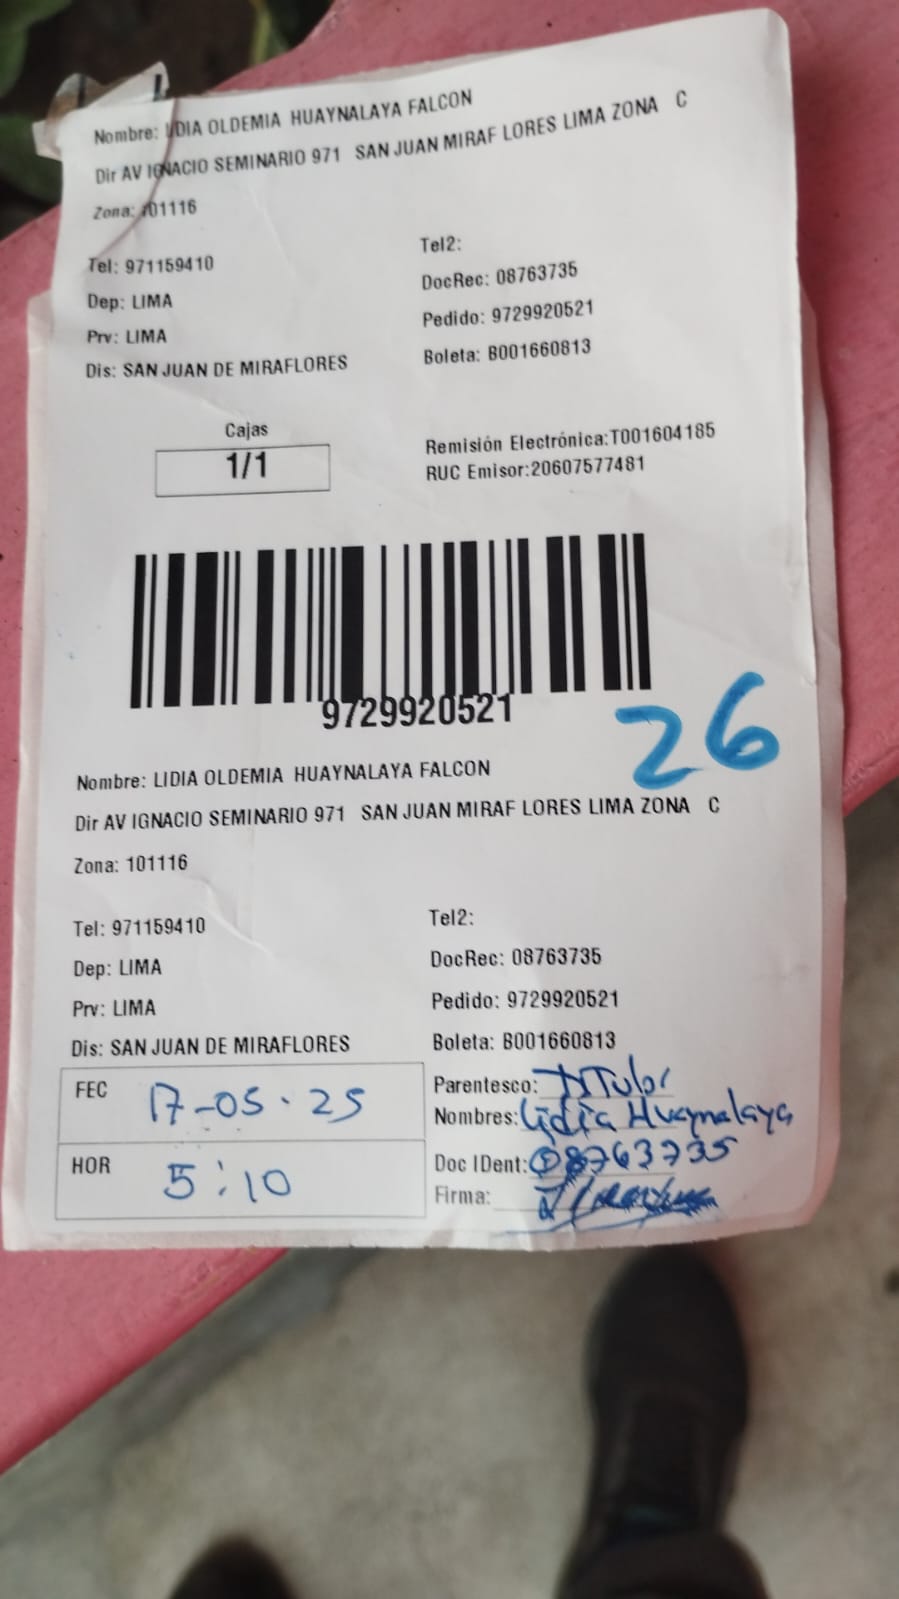 Nombre: LIDIA OLDEMIA HUAYNALAYA FALCON
Dir AV IGNACIO SEMINARIO 971 SAN JUAN MIRAF LORES LIMA ZONA C
Zona: 101116
Tel: 971159410
Tel2:
Dep: LIMA
DocRec: 08763735
Prv: LIMA
Pedido: 9729920521
Dis: SAN JUAN DE MIRAFLORES
Boleta: B001660813
Cajas
1/1
Remisión Electrónica:T001604185
RUC Emisor:20607577481
9729920521
26
Nombre: LIDIA OLDEMIA HUAYNALAYA FALCON
Dir AV IGNACIO SEMINARIO 971 SAN JUAN MIRAF LORES LIMA ZONA C
Zona: 101116
Tel: 971159410
Tel2:
Dep: LIMA
DocRec: 08763735
Prv: LIMA
Pedido: 9729920521
Dis: SAN JUAN DE MIRAFLORES
Boleta: B001660813
FEC 17-05-25
Parentesco: TiTular
Nombres: Lidia Huaynalaya
HOR 5:10
Doc IDent: 08763735
Firma: